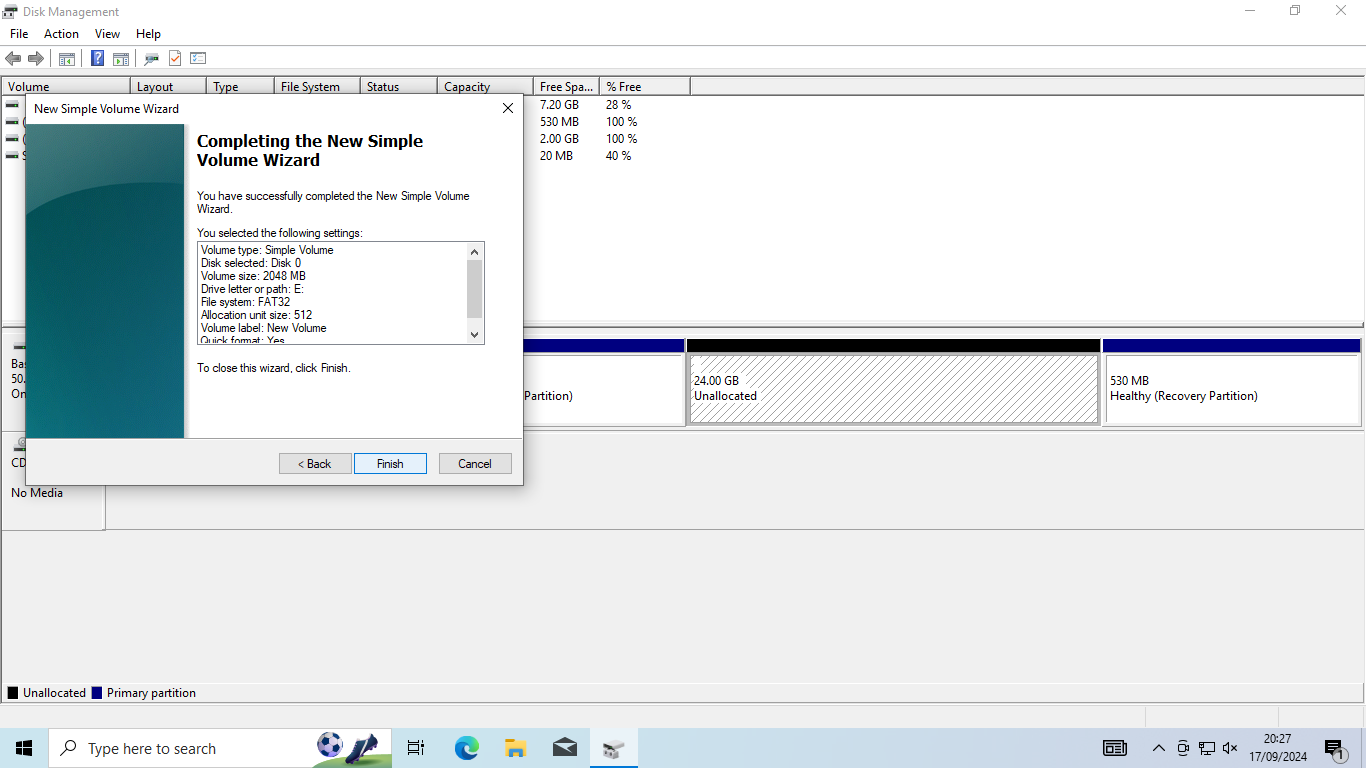 Disk Management
File Action View Help
Volume Layout Type File System Status Capacity Free Spa... % Free
7.20 GB 28 %
530 MB 100 %
2.00 GB 100 %
20 MB 40 %
New Simple Volume Wizard
Completing the New Simple
Volume Wizard
You have successfully completed the New Simple Volume
Wizard.
You selected the following settings:
Volume type: Simple Volume
Disk selected: Disk 0
Volume size: 2048 MB
Drive letter or path: E:
File system: FAT32
Allocation unit size: 512
Volume label: New Volume
Quick format: Yes
To close this wizard, click Finish.
< Back Finish Cancel
Bas
50.
On
Partition)
24.00 GB
Unallocated
530 MB
Healthy (Recovery Partition)
CD
No Media
Unallocated Primary partition
Type here to search
20:27
17/09/2024
1